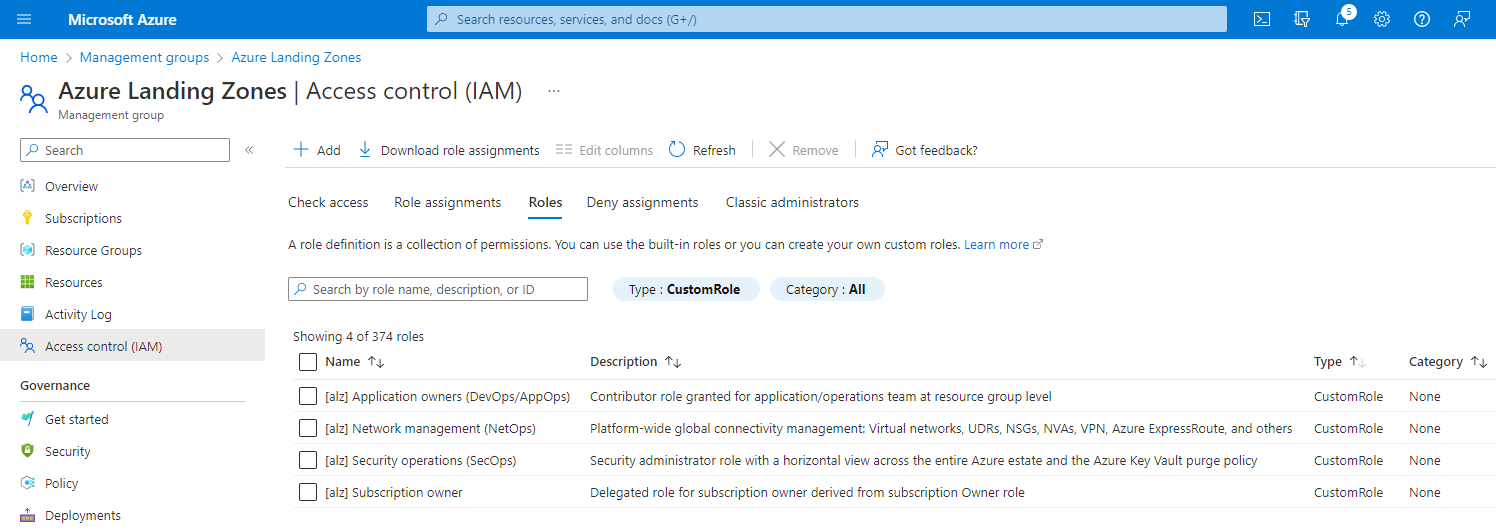 Microsoft Azure
Search resources, services, and docs (G+/)
5
Home > Management groups > Azure Landing Zones
Azure Landing Zones | Access control (IAM) ...
Management group
Search «
Overview
Subscriptions
Resource Groups
Resources
Activity Log
Access control (IAM)
Governance
Get started
Security
Policy
Deployments
Add Download role assignments Edit columns Refresh Remove Got feedback?
Check access Role assignments Roles Deny assignments Classic administrators
A role definition is a collection of permissions. You can use the built-in roles or you can create your own custom roles. Learn more
Search by role name, description, or ID Type : CustomRole Category : All
Showing 4 of 374 roles
Name Description Type Category
[alz] Application owners (DevOps/AppOps) Contributor role granted for application/operations team at resource group level CustomRole None
[alz] Network management (NetOps) Platform-wide global connectivity management: Virtual networks, UDRs, NSGs, NVAs, VPN, Azure ExpressRoute, and others CustomRole None
[alz] Security operations (SecOps) Security administrator role with a horizontal view across the entire Azure estate and the Azure Key Vault purge policy CustomRole None
[alz] Subscription owner Delegated role for subscription owner derived from subscription Owner role CustomRole None